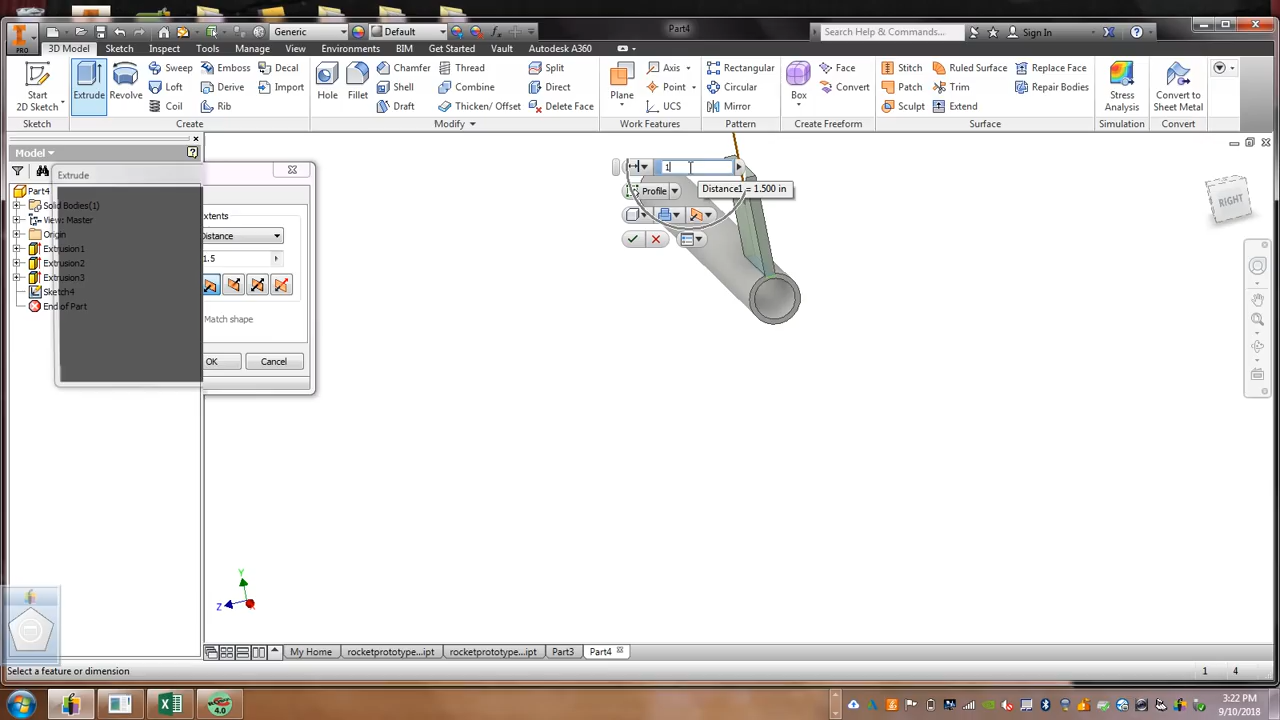 Generic
Default
Part4
Search Help & Commands...
Sign In
PRO
3D Model
Sketch
Inspect
Tools
Manage
View
Environments
BIM
Get Started
Vault
Autodesk A360
Start
2D Sketch
Extrude
Revolve
Sweep
Loft
Coil
Emboss
Derive
Rib
Decal
Import
Hole
Fillet
Chamfer
Shell
Draft
Thread
Combine
Thicken/ Offset
Split
Direct
Delete Face
Plane
Axis
Point
UCS
Rectangular
Circular
Mirror
Box
Face
Convert
Stitch
Patch
Sculpt
Ruled Surface
Trim
Extend
Replace Face
Repair Bodies
Stress
Analysis
Convert to
Sheet Metal
Sketch
Create
Modify
Work Features
Pattern
Create Freeform
Surface
Simulation
Convert
Model
Part4
Solid Bodies(1)
View: Master
Origin
Extrusion1
Extrusion2
Extrusion3
Sketch4
End of Part
Extrude
Extents
Distance
1.5
Match shape
OK
Cancel
1
Distance1 = 1.500 in
Profile
RIGHT
Y
Z
X
My Home
rocketprototype...ipt
rocketprototype...ipt
Part3
Part4
Select a feature or dimension
1
4
3:22 PM
9/10/2018